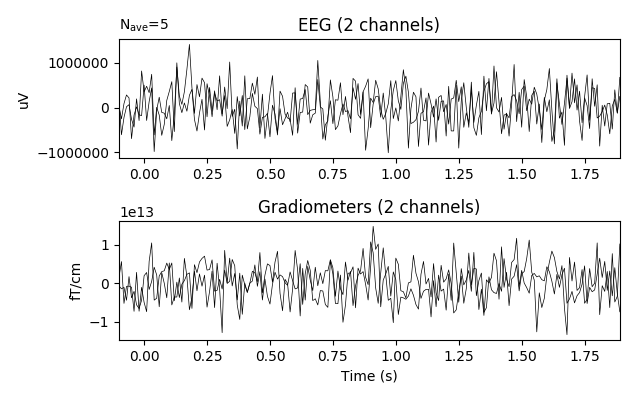 N_ave=5
EEG (2 channels)
1000000
0
−1000000
uV
0.00 0.25 0.50 0.75 1.00 1.25 1.50 1.75
1e13
Gradiometers (2 channels)
1
0
−1
fT/cm
0.00 0.25 0.50 0.75 1.00 1.25 1.50 1.75
Time (s)